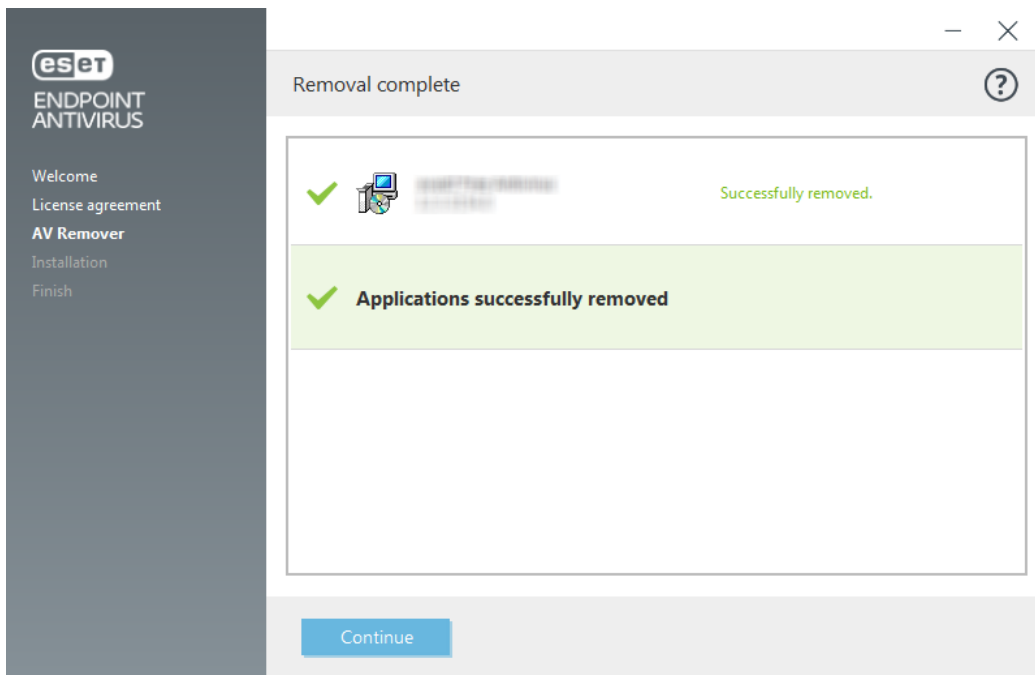 eset
ENDPOINT
ANTIVIRUS
Welcome
License agreement
AV Remover
Installation
Finish
Removal complete
?
Successfully removed.
Applications successfully removed
Continue